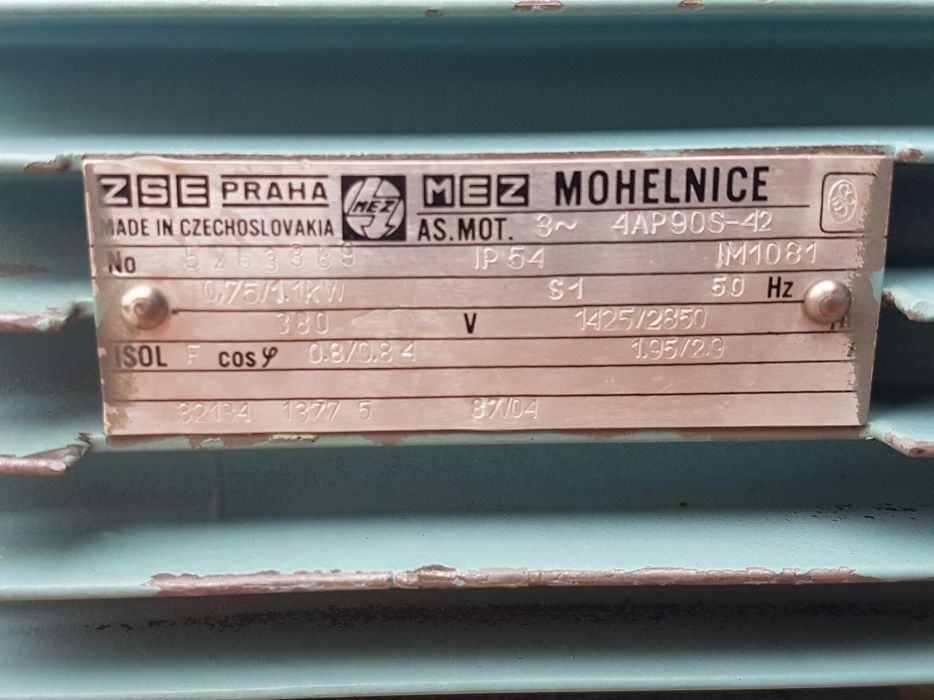 ZSE PRAHA MEZ MEZ MOHELNICE
MADE IN CZECHOSLOVAKIA AS.MOT. 3~ 4AP90S-42
No 5263389 IP 54 IM1081
0,75/1.1kW S1 50 Hz
380 V 1425/2850
ISOL F cos φ 0.8/0.84 1.95/2.9
32134 1377 5 87/04